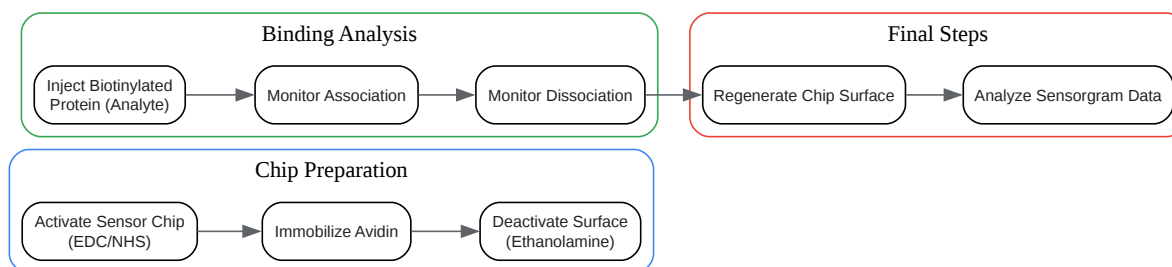 Binding Analysis
Inject Biotinylated
Protein (Analyte)
Monitor Association
Monitor Dissociation
Final Steps
Regenerate Chip Surface
Analyze Sensorgram Data
Chip Preparation
Activate Sensor Chip
(EDC/NHS)
Immobilize Avidin
Deactivate Surface
(Ethanolamine)